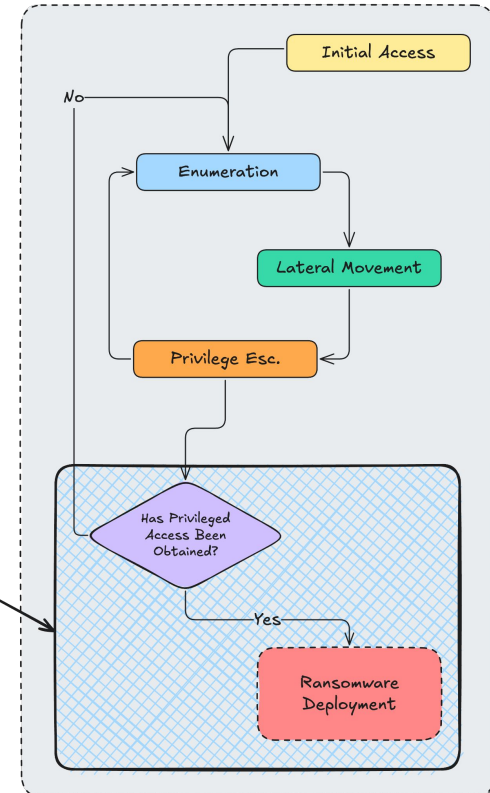 Initial Access
No
Enumeration
Lateral Movement
Privilege Esc.
Has Privileged
Access Been
Obtained?
Yes
Ransomware
Deployment